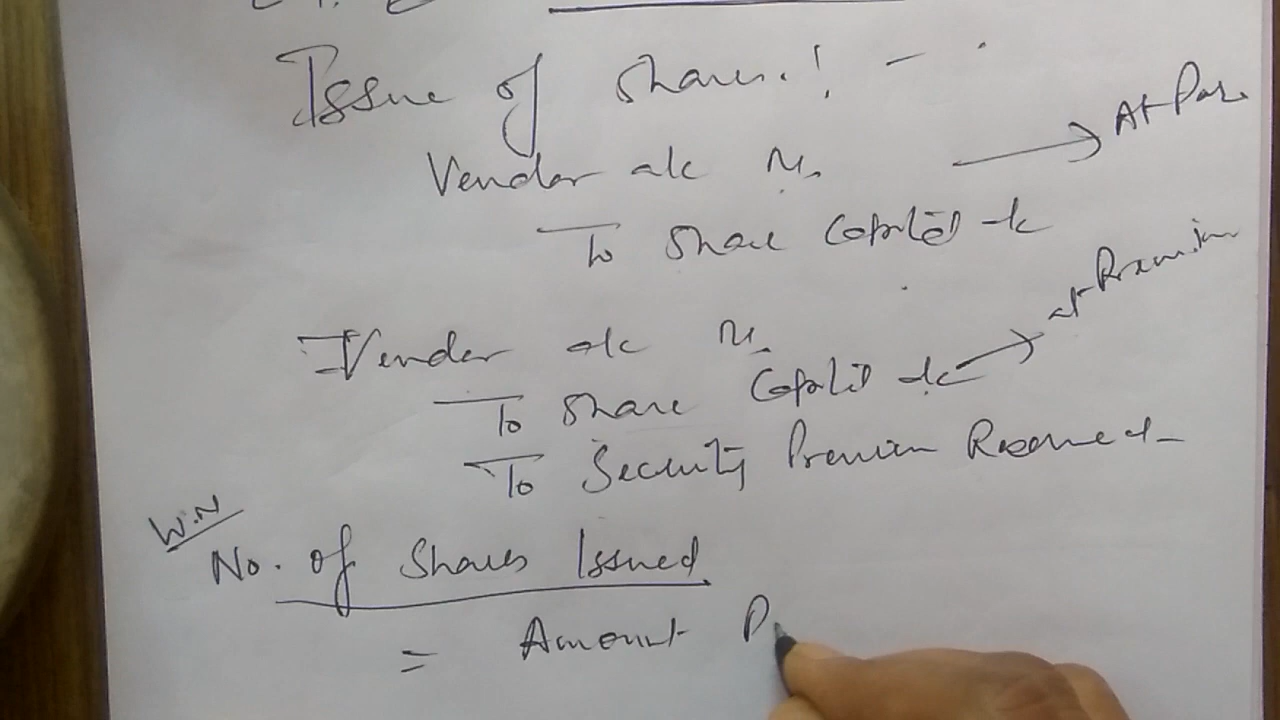 Issue of Shares:! -
Vendor a/c Dr. → At Par
To Share Capital a/c
Vendor a/c Dr. → at Premium
To Share Capital a/c
To Security Premium Reserve a/c
W.N
No. of Shares Issued
= Amount P